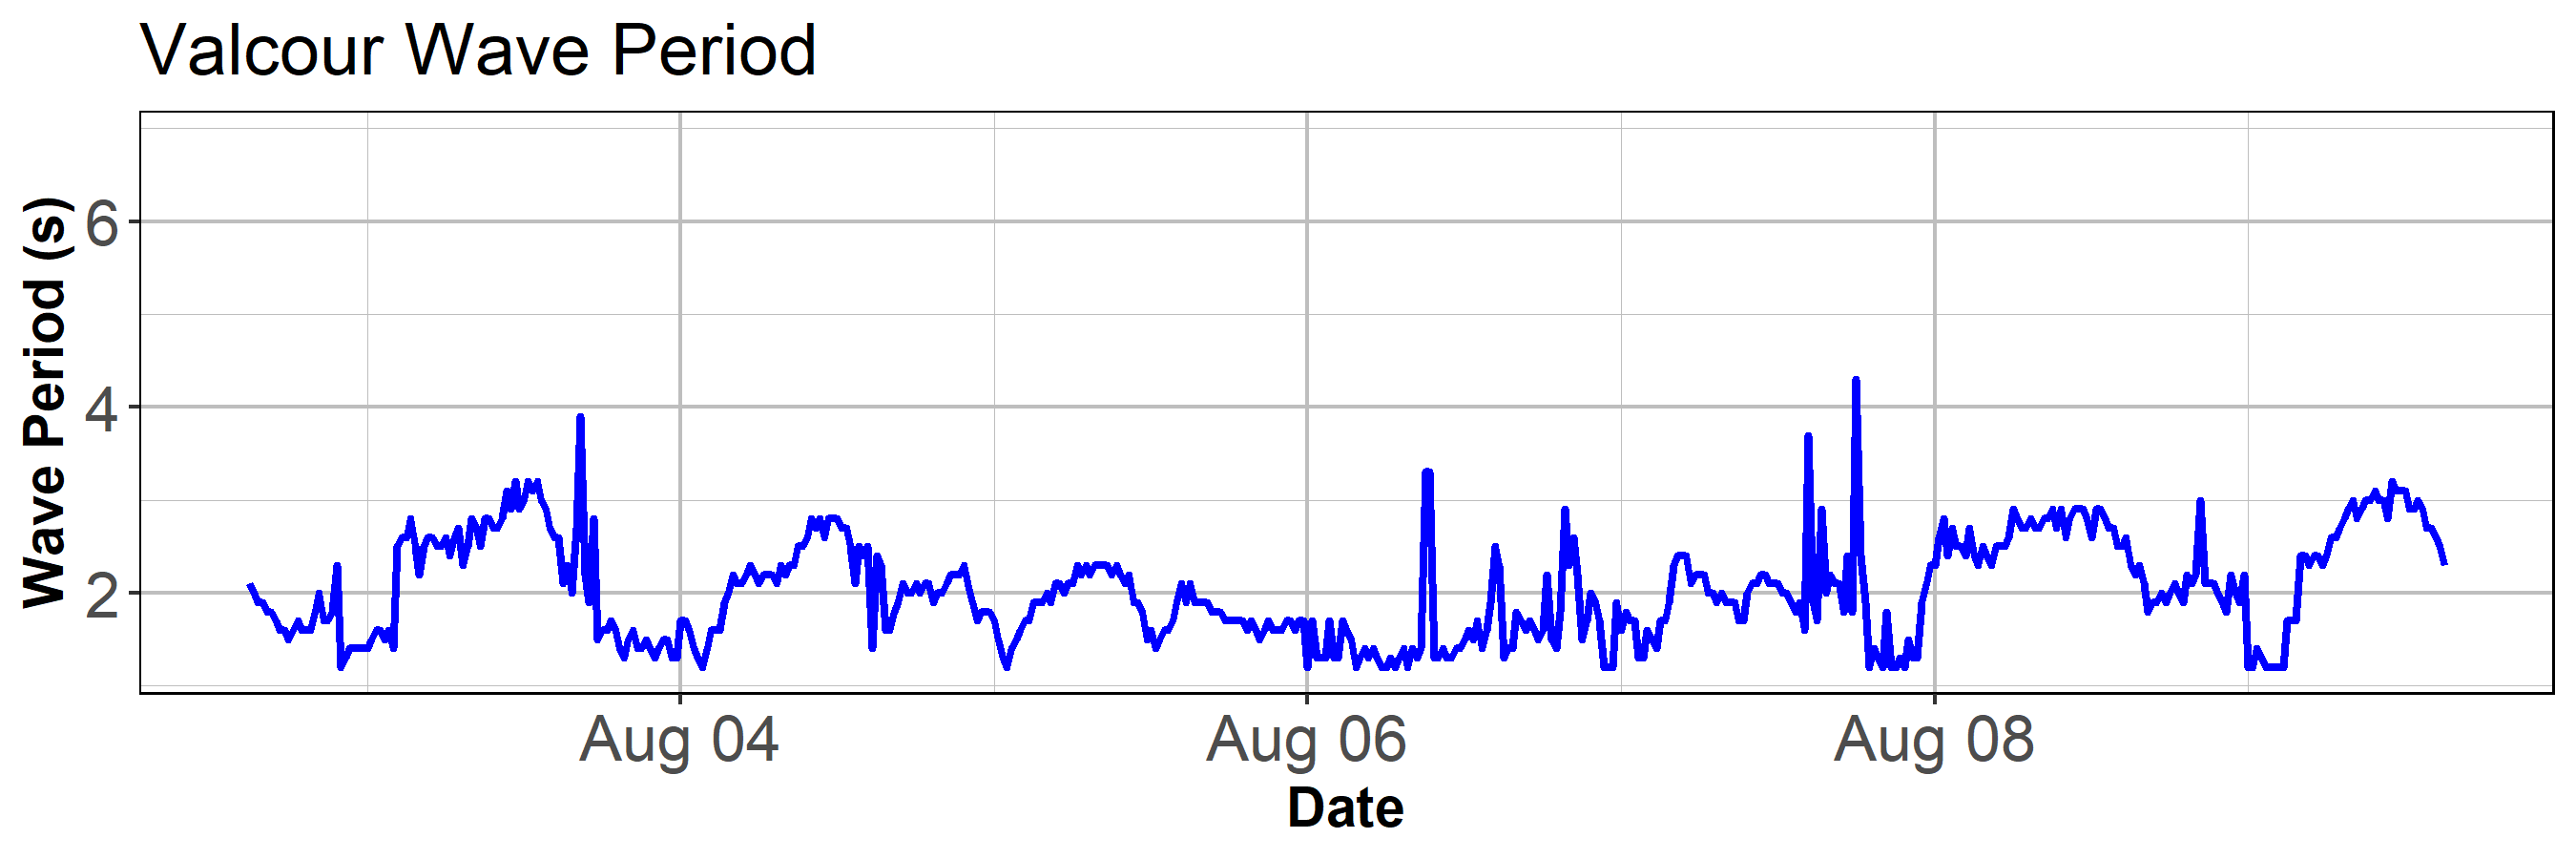 Valcour Wave Period
Wave Period (s)
6
4
2
Aug 04 Aug 06 Aug 08
Date